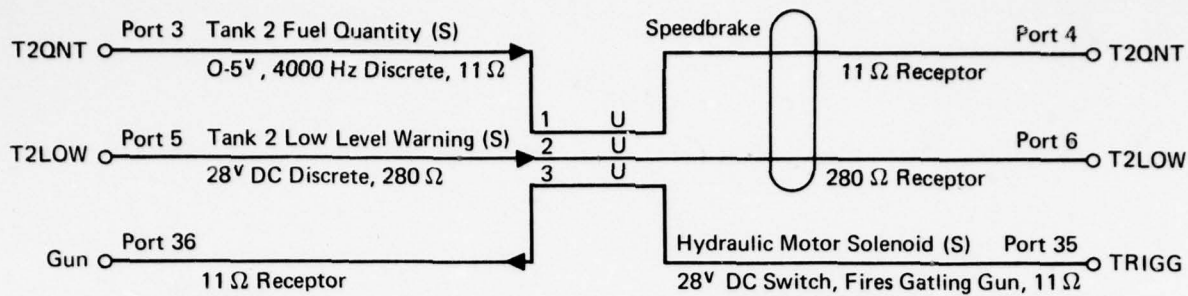 Port 3 Tank 2 Fuel Quantity (S)
Speedbrake
Port 4
T2QNT
T2QNT
O-5V, 4000 Hz Discrete, 11 Ω
11 Ω Receptor
1 U
Port 5 Tank 2 Low Level Warning (S)
2 U
Port 6
T2LOW
T2LOW
28V DC Discrete, 280 Ω
3 U
280 Ω Receptor
Port 36
Hydraulic Motor Solenoid (S) Port 35
Gun
TRIGG
11 Ω Receptor
28V DC Switch, Fires Gatling Gun, 11 Ω